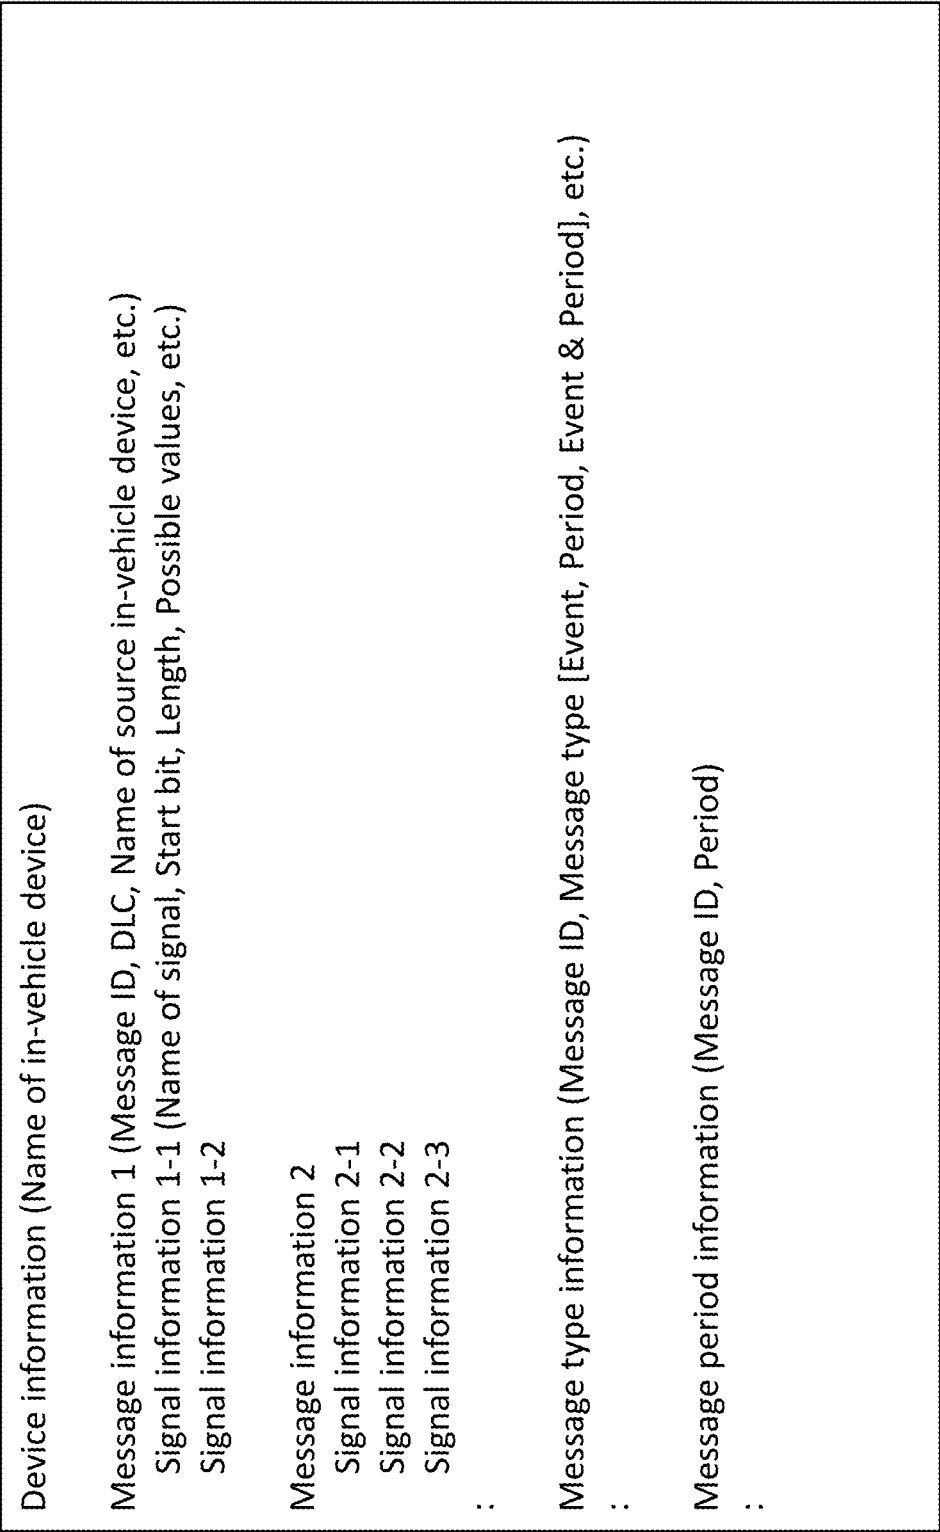 Device information (Name of in-vehicle device)
Message information 1 (Message ID, DLC, Name of source in-vehicle device, etc.)
Signal information 1-1 (Name of signal, Start bit, Length, Possible values, etc.)
Signal information 1-2
Message information 2
Signal information 2-1
Signal information 2-2
Signal information 2-3
:
Message type information (Message ID, Message type [Event, Period, Event & Period], etc.)
:
Message period information (Message ID, Period)
: